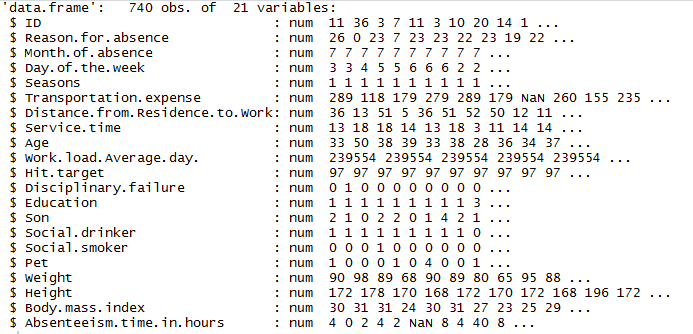 'data.frame':   740 obs. of  21 variables:
$ ID                             : num  11 36 3 7 11 3 10 20 14 1 ...
$ Reason.for.absence             : num  26 0 23 7 23 23 22 23 19 22 ...
$ Month.of.absence               : num  7 7 7 7 7 7 7 7 7 7 ...
$ Day.of.the.week                : num  3 3 4 5 5 6 6 6 2 2 ...
$ Seasons                        : num  1 1 1 1 1 1 1 1 1 1 ...
$ Transportation.expense         : num  289 118 179 279 289 179 NaN 260 155 235 ...
$ Distance.from.Residence.to.Work: num  36 13 51 5 36 51 52 50 12 11 ...
$ Service.time                   : num  13 18 18 14 13 18 3 11 14 14 ...
$ Age                            : num  33 50 38 39 33 38 28 36 34 37 ...
$ Work.load.Average.day.         : num  239554 239554 239554 239554 239554 ...
$ Hit.target                     : num  97 97 97 97 97 97 97 97 97 97 ...
$ Disciplinary.failure           : num  0 1 0 0 0 0 0 0 0 0 ...
$ Education                      : num  1 1 1 1 1 1 1 1 1 3 ...
$ Son                            : num  2 1 0 2 2 0 1 4 2 1 ...
$ Social.drinker                 : num  1 1 1 1 1 1 1 1 1 0 ...
$ Social.smoker                  : num  0 0 0 1 0 0 0 0 0 0 ...
$ Pet                            : num  1 0 0 0 1 0 4 0 0 1 ...
$ Weight                         : num  90 98 89 68 90 89 80 65 95 88 ...
$ Height                         : num  172 178 170 168 172 170 172 168 196 172 ...
$ Body.mass.index                : num  30 31 31 24 30 31 27 23 25 29 ...
$ Absenteeism.time.in.hours      : num  4 0 2 4 2 NaN 8 4 40 8 ...